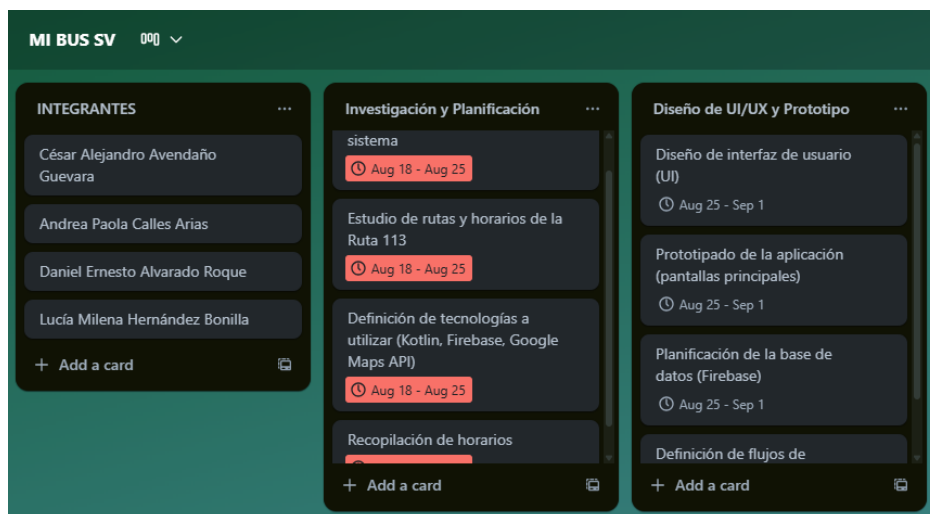 MI BUS SV
INTEGRANTES
César Alejandro Avendaño
Guevara
Andrea Paola Calles Arias
Daniel Ernesto Alvarado Roque
Lucía Milena Hernández Bonilla
+ Add a card
Investigación y Planificación
sistema
Aug 18 - Aug 25
Estudio de rutas y horarios de la
Ruta 113
Aug 18 - Aug 25
Definición de tecnologías a
utilizar (Kotlin, Firebase, Google
Maps API)
Aug 18 - Aug 25
Recopilación de horarios
+ Add a card
Diseño de UI/UX y Prototipo
Diseño de interfaz de usuario
(UI)
Aug 25 - Sep 1
Prototipado de la aplicación
(pantallas principales)
Aug 25 - Sep 1
Planificación de la base de
datos (Firebase)
Aug 25 - Sep 1
Definición de flujos de
+ Add a card